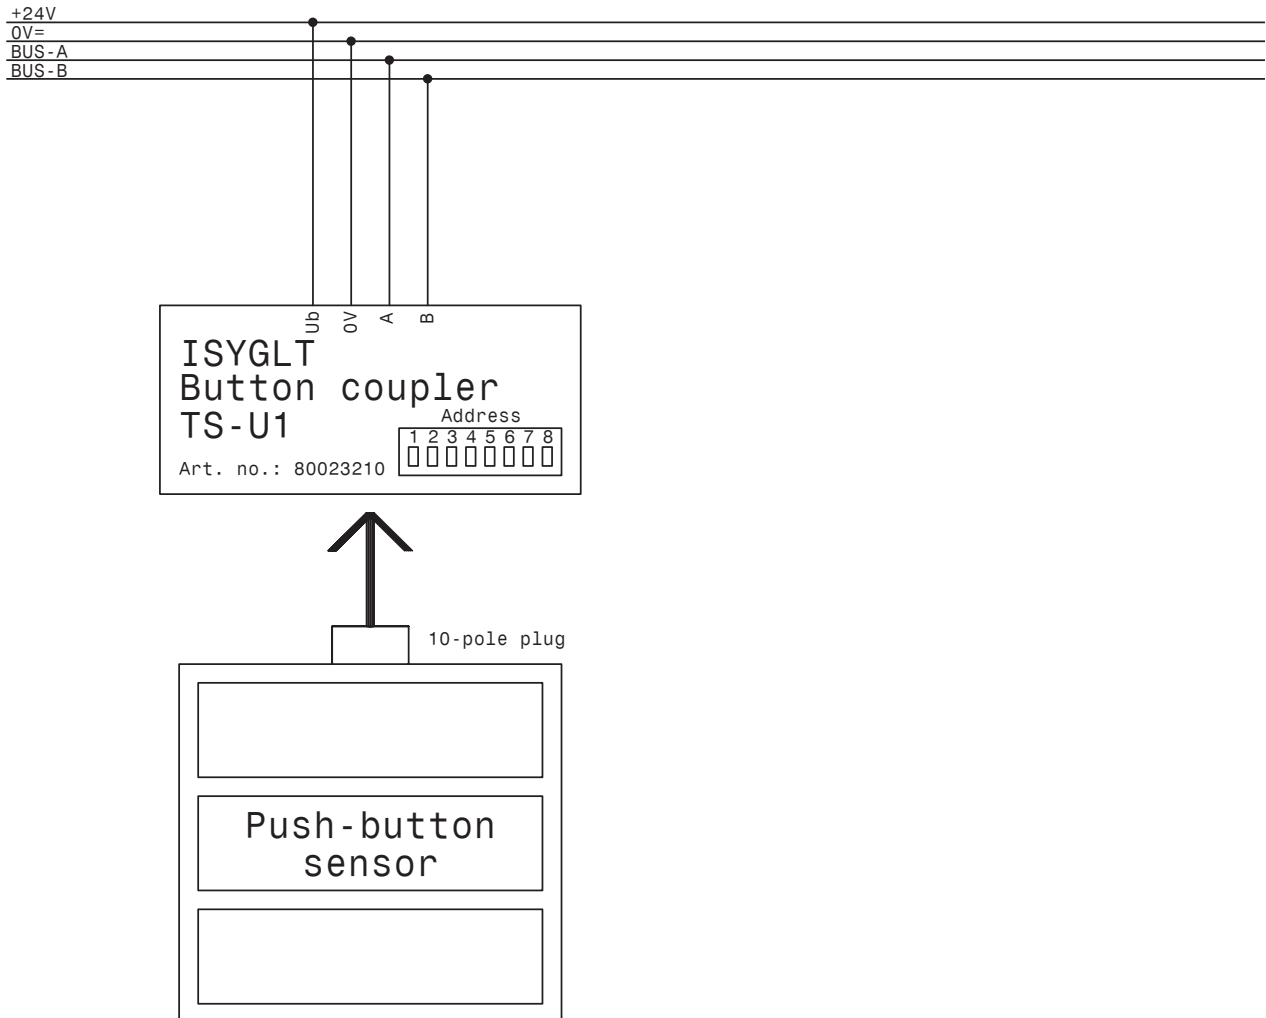 +24V
0V=
BUS-A
BUS-B
Ub 0V A B
ISYGLT
Button coupler
TS-U1
Address
1 2 3 4 5 6 7 8
Art. no.: 80023210
10-pole plug
Push-button
sensor